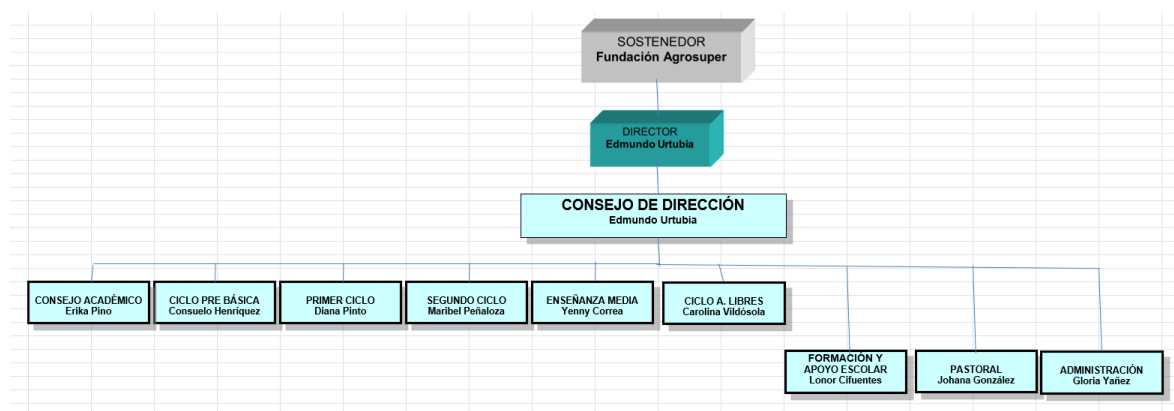 SOSTENEDOR
Fundación Agrosuper
DIRECTOR
Edmundo Urtubia
CONSEJO DE DIRECCIÓN
Edmundo Urtubia
CONSEJO ACADÉMICO
Erika Pino
CICLO PRE BÁSICA
Consuelo Henríquez
PRIMER CICLO
Diana Pinto
SEGUNDO CICLO
Maribel Peñaloza
ENSEÑANZA MEDIA
Yenny Correa
CICLO A. LIBRES
Carolina Vildósola
FORMACIÓN Y
APOYO ESCOLAR
Lonor Cifuentes
PASTORAL
Johana González
ADMINISTRACIÓN
Gloria Yañez